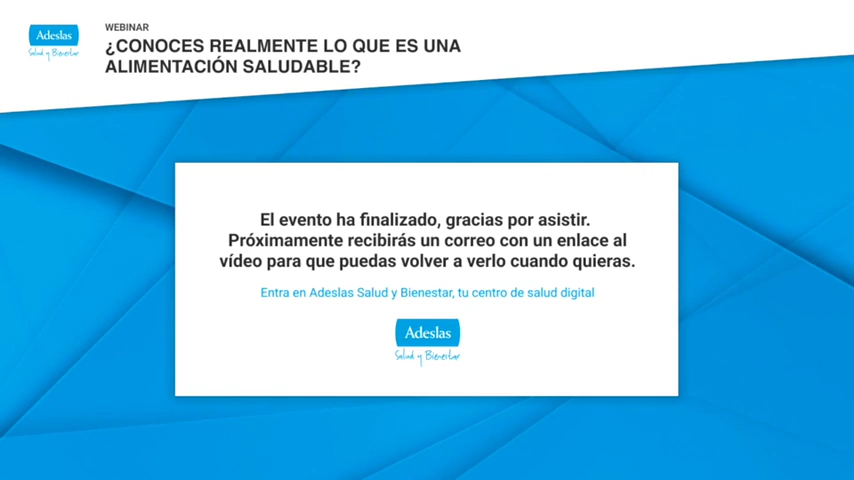 Adeslas
Salud y Bienestar
WEBINAR
¿CONOCES REALMENTE LO QUE ES UNA
ALIMENTACIÓN SALUDABLE?
El evento ha finalizado, gracias por asistir.
Próximamente recibirás un correo con un enlace al
vídeo para que puedas volver a verlo cuando quieras.
Entra en Adeslas Salud y Bienestar, tu centro de salud digital
Adeslas
Salud y Bienestar